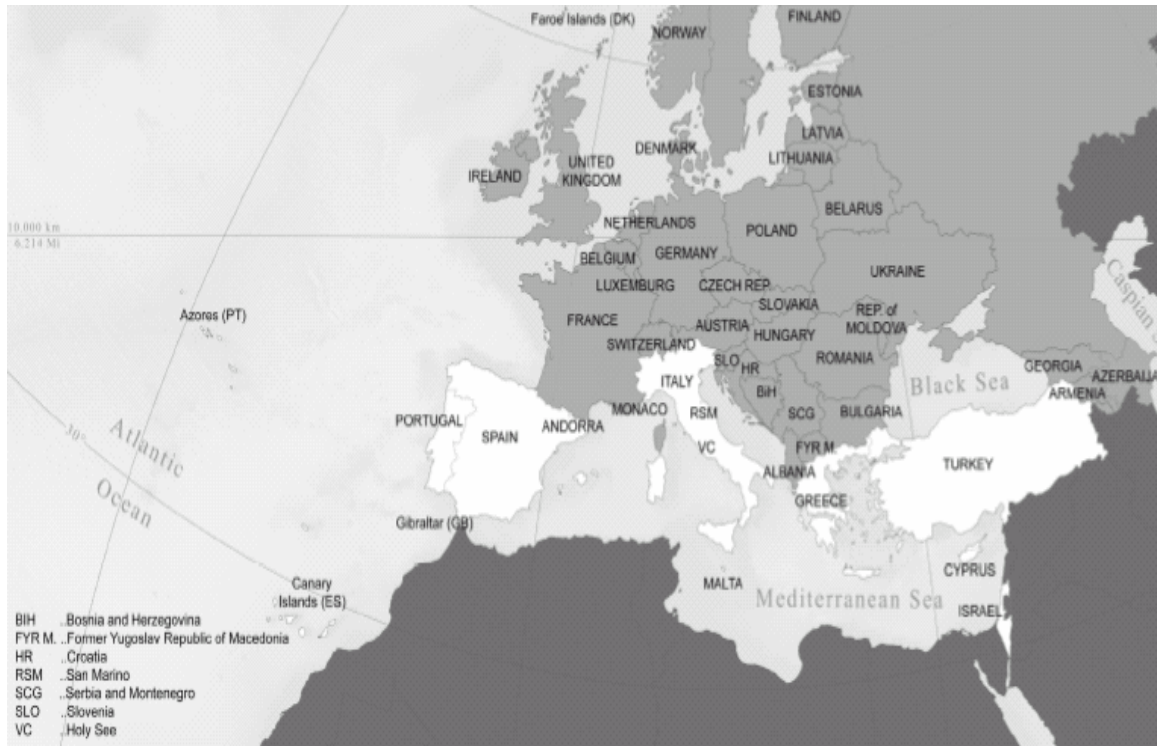 Faroe Islands (DK)
NORWAY
FINLAND
ESTONIA
LATVIA
LITHUANIA
DENMARK
UNITED
KINGDOM
IRELAND
BELARUS
NETHERLANDS
POLAND
10,000 km
6,214 Mi
BELGIUM
GERMANY
UKRAINE
LUXEMBURG
CZECH REP.
SLOVAKIA
Caspian
Azores (PT)
FRANCE
AUSTRIA
REP. of
MOLDOVA
HUNGARY
SWITZERLAND
SLO
HR
ROMANIA
GEORGIA
AZERBAIJA
ARMENIA
Black Sea
ITALY
BiH
MONACO
RSM
SCG
BULGARIA
PORTUGAL
SPAIN
ANDORRA
30°
Atlantic
Ocean
VC
FYR M.
ALBANIA
TURKEY
GREECE
Gibraltar (GB)
CYPRUS
MALTA
Canary
Islands (ES)
Mediterranean Sea
ISRAEL
BIH ..Bosnia and Herzegovina
FYR M. ..Former Yugoslav Republic of Macedonia
HR ..Croatia
RSM ..San Marino
SCG ..Serbia and Montenegro
SLO ..Slovenia
VC ..Holy See